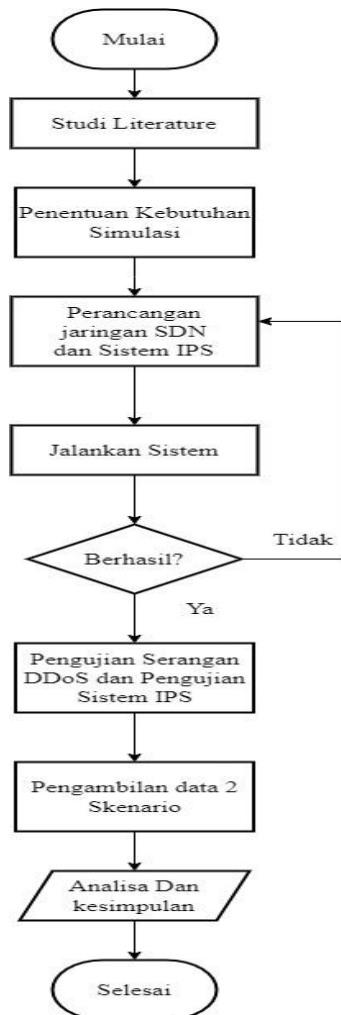 Mulai
Studi Literature
Penentuan Kebutuhan
Simulasi
Perancangan
jaringan SDN
dan Sistem IPS
Jalankan Sistem
Berhasil?
Tidak
Ya
Pengujian Serangan
DDoS dan Pengujian
Sistem IPS
Pengambilan data 2
Skenario
Analisa Dan
kesimpulan
Selesai